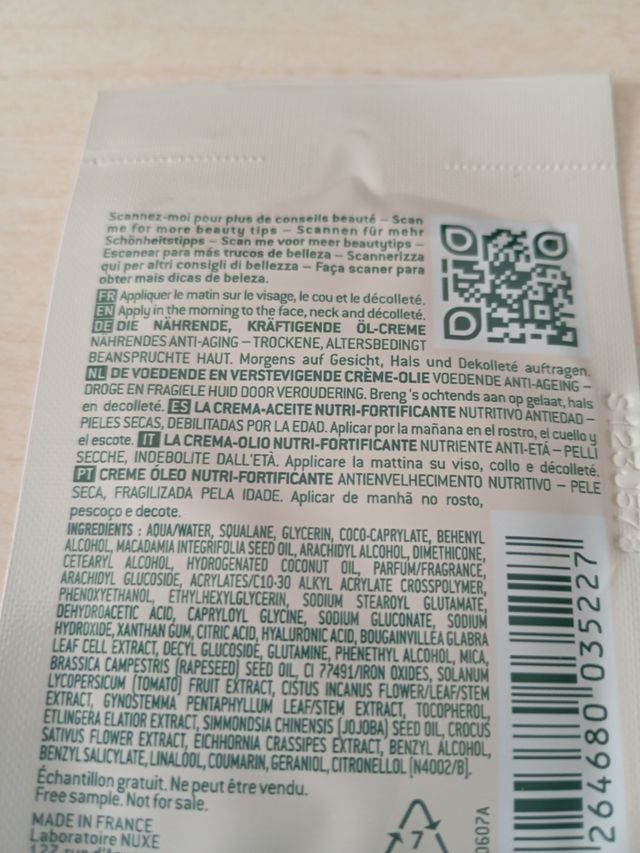 Scannez-moi pour plus de conseils beauté – Scan
me for more beauty tips – Scannen für mehr
Schönheitstipps – Scan me voor meer beautytips –
Escanear para más trucos de belleza – Scannerizza
qui per altri consigli di bellezza – Faça scaner para
obter mais dicas de beleza.
FR Appliquer le matin sur le visage, le cou et le décolleté.
EN Apply in the morning to the face, neck and décolleté.
DE DIE NÄHRENDE, KRÄFTIGENDE ÖL-CREME
NÄHRENDES ANTI-AGING – TROCKENE, ALTERSBEDINGT
BEANSPRUCHTE HAUT. Morgens auf Gesicht, Hals und Dekolleté auftragen.
NL DE VOEDENDE EN VERSTEVIGENDE CRÈME-OLIE VOEDENDE ANTI-AGEING –
DROGE EN FRAGIELE HUID DOOR VEROUDERING. Breng 's ochtends aan op gelaat, hals
en decolleté. ES LA CREMA-ACEITE NUTRI-FORTIFICANTE NUTRITIVO ANTIEDAD –
PIELES SECAS, DEBILITADAS POR LA EDAD. Aplicar por la mañana en el rostro, el cuello y
el escote. IT LA CREMA-OLIO NUTRI-FORTIFICANTE NUTRIENTE ANTI-ETÀ – PELLI
SECCHE, INDEBOLITE DALL'ETÀ. Applicare la mattina su viso, collo e décolleté.
PT CREME ÓLEO NUTRI-FORTIFICANTE ANTIENVELHECIMENTO NUTRITIVO – PELE
SECA, FRAGILIZADA PELA IDADE. Aplicar de manhã no rosto,
pescoço e decote.
INGREDIENTS : AQUA/WATER, SQUALANE, GLYCERIN, COCO-CAPRYLATE, BEHENYL
ALCOHOL, MACADAMIA INTEGRIFOLIA SEED OIL, ARACHIDYL ALCOHOL, DIMETHICONE,
CETEARYL ALCOHOL, HYDROGENATED COCONUT OIL, PARFUM/FRAGRANCE,
ARACHIDYL GLUCOSIDE, ACRYLATES/C10-30 ALKYL ACRYLATE CROSSPOLYMER,
PHENOXYETHANOL, ETHYLHEXYLGLYCERIN, SODIUM STEAROYL GLUTAMATE,
DEHYDROACETIC ACID, CAPRYLOYL GLYCINE, SODIUM GLUCONATE, SODIUM
HYDROXIDE, XANTHAN GUM, CITRIC ACID, HYALURONIC ACID, BOUGAINVILLEA GLABRA
LEAF CELL EXTRACT, DECYL GLUCOSIDE, GLUTAMINE, PHENETHYL ALCOHOL, MICA,
BRASSICA CAMPESTRIS (RAPESEED) SEED OIL, CI 77491/IRON OXIDES, SOLANUM
LYCOPERSICUM (TOMATO) FRUIT EXTRACT, CISTUS INCANUS FLOWER/LEAF/STEM
EXTRACT, GYNOSTEMMA PENTAPHYLLUM LEAF/STEM EXTRACT, TOCOPHEROL,
ETLINGERA ELATIOR EXTRACT, SIMMONDSIA CHINENSIS (JOJOBA) SEED OIL, CROCUS
SATIVUS FLOWER EXTRACT, EICHHORNIA CRASSIPES EXTRACT, BENZYL ALCOHOL,
BENZYL SALICYLATE, LINALOOL, COUMARIN, GERANIOL, CITRONELLOL (N4002/B).
Échantillon gratuit. Ne peut être vendu.
Free sample. Not for sale.
MADE IN FRANCE
Laboratoire NUXE
127, rue
7
264680 035227